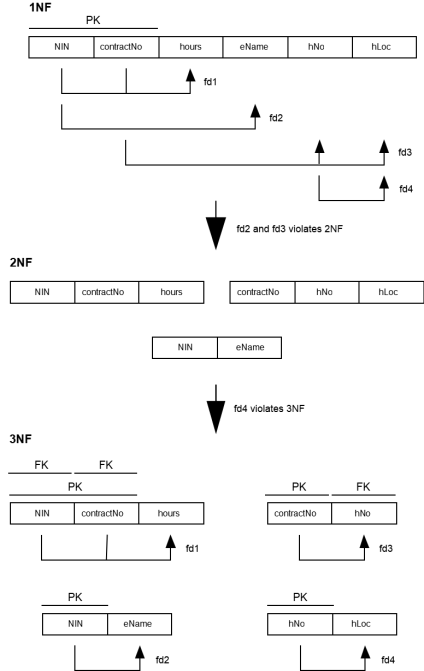 1NF
PK
NIN contractNo hours eName hNo hLoc
fd1
fd2
fd3
fd4
fd2 and fd3 violates 2NF
2NF
NIN contractNo hours contractNo hNo hLoc
NIN eName
fd4 violates 3NF
3NF
FK FK
PK PK FK
NIN contractNo hours contractNo hNo
fd1 fd3
PK PK
NIN eName hNo hLoc
fd2 fd4